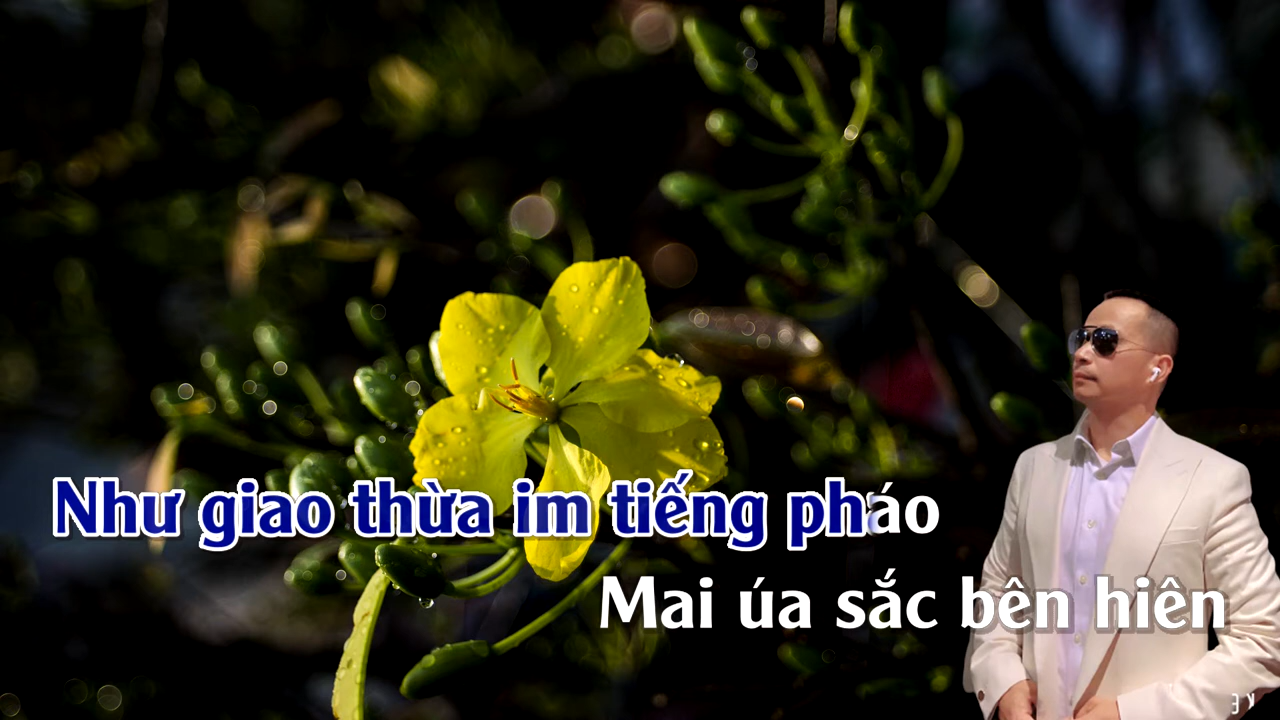 Như giao thừa im tiếng pháo
Mai úa sắc bên hiên